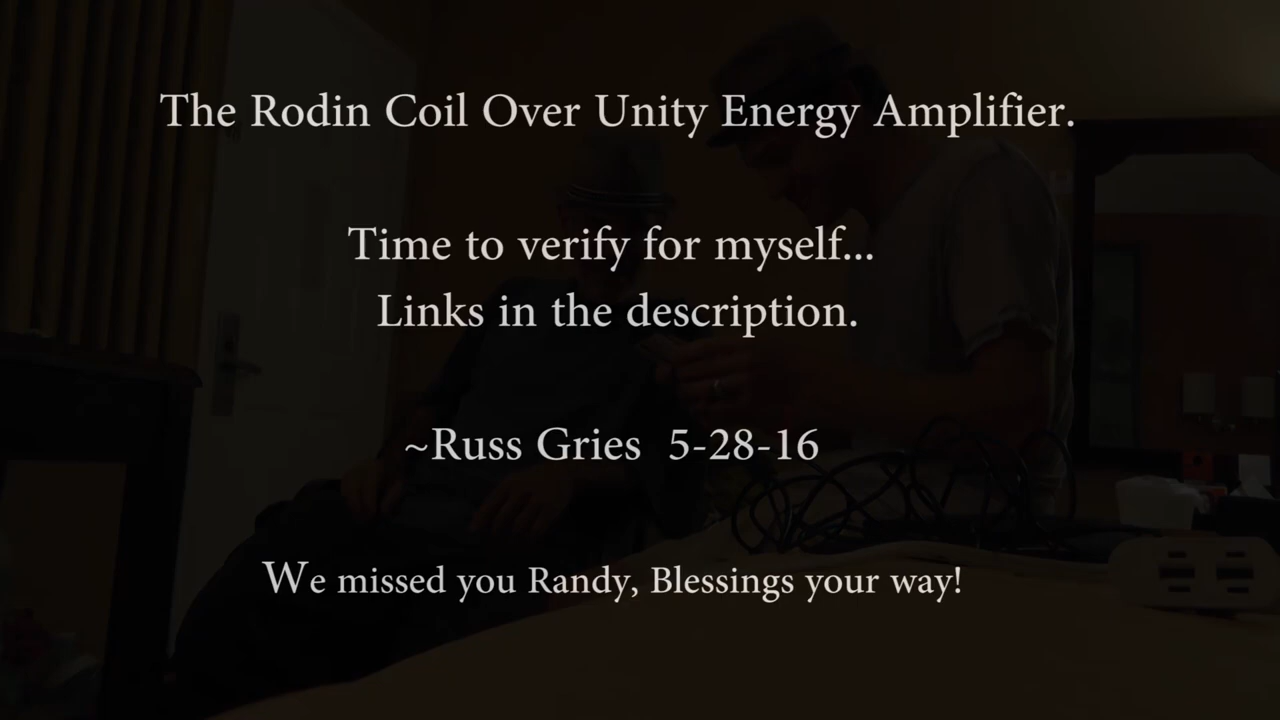 The Rodin Coil Over Unity Energy Amplifier.
Time to verify for myself...
Links in the description.
~Russ Gries 5-28-16
We missed you Randy, Blessings your way!